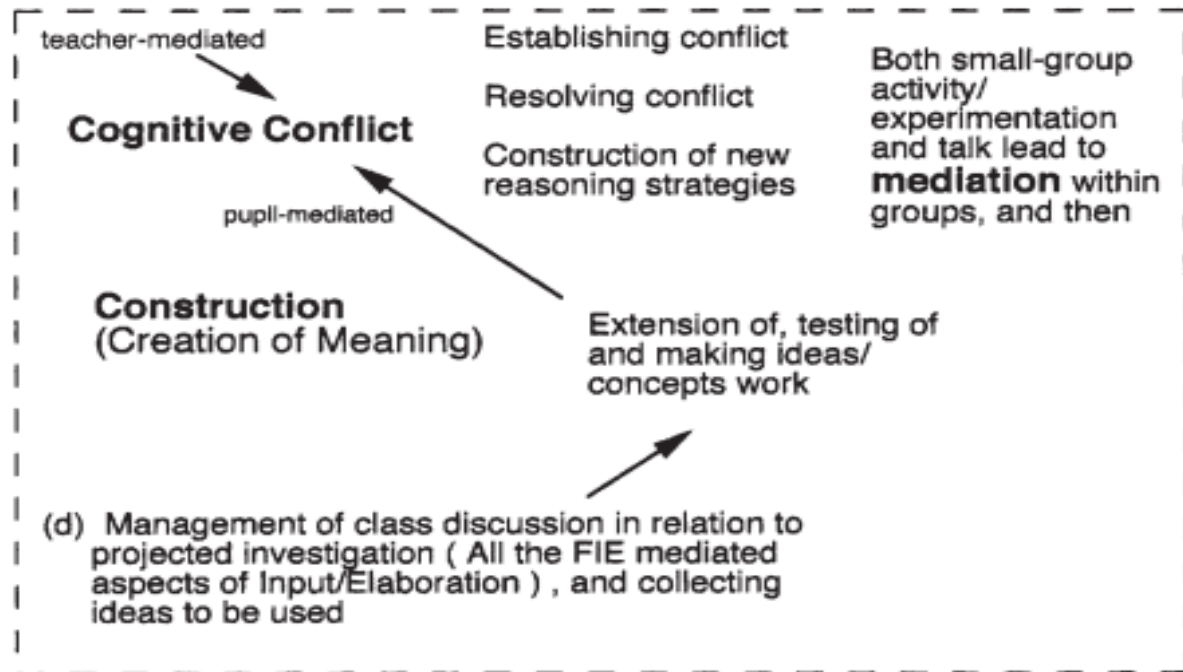 teacher-mediated
Cognitive Conflict
pupil-mediated
Establishing conflict
Resolving conflict
Construction of new
reasoning strategies
Both small-group
activity/
experimentation
and talk lead to
mediation within
groups, and then
Construction
(Creation of Meaning)
Extension of, testing of
and making ideas/
concepts work
(d) Management of class discussion in relation to
projected investigation ( All the FIE mediated
aspects of Input/Elaboration ) , and collecting
ideas to be used